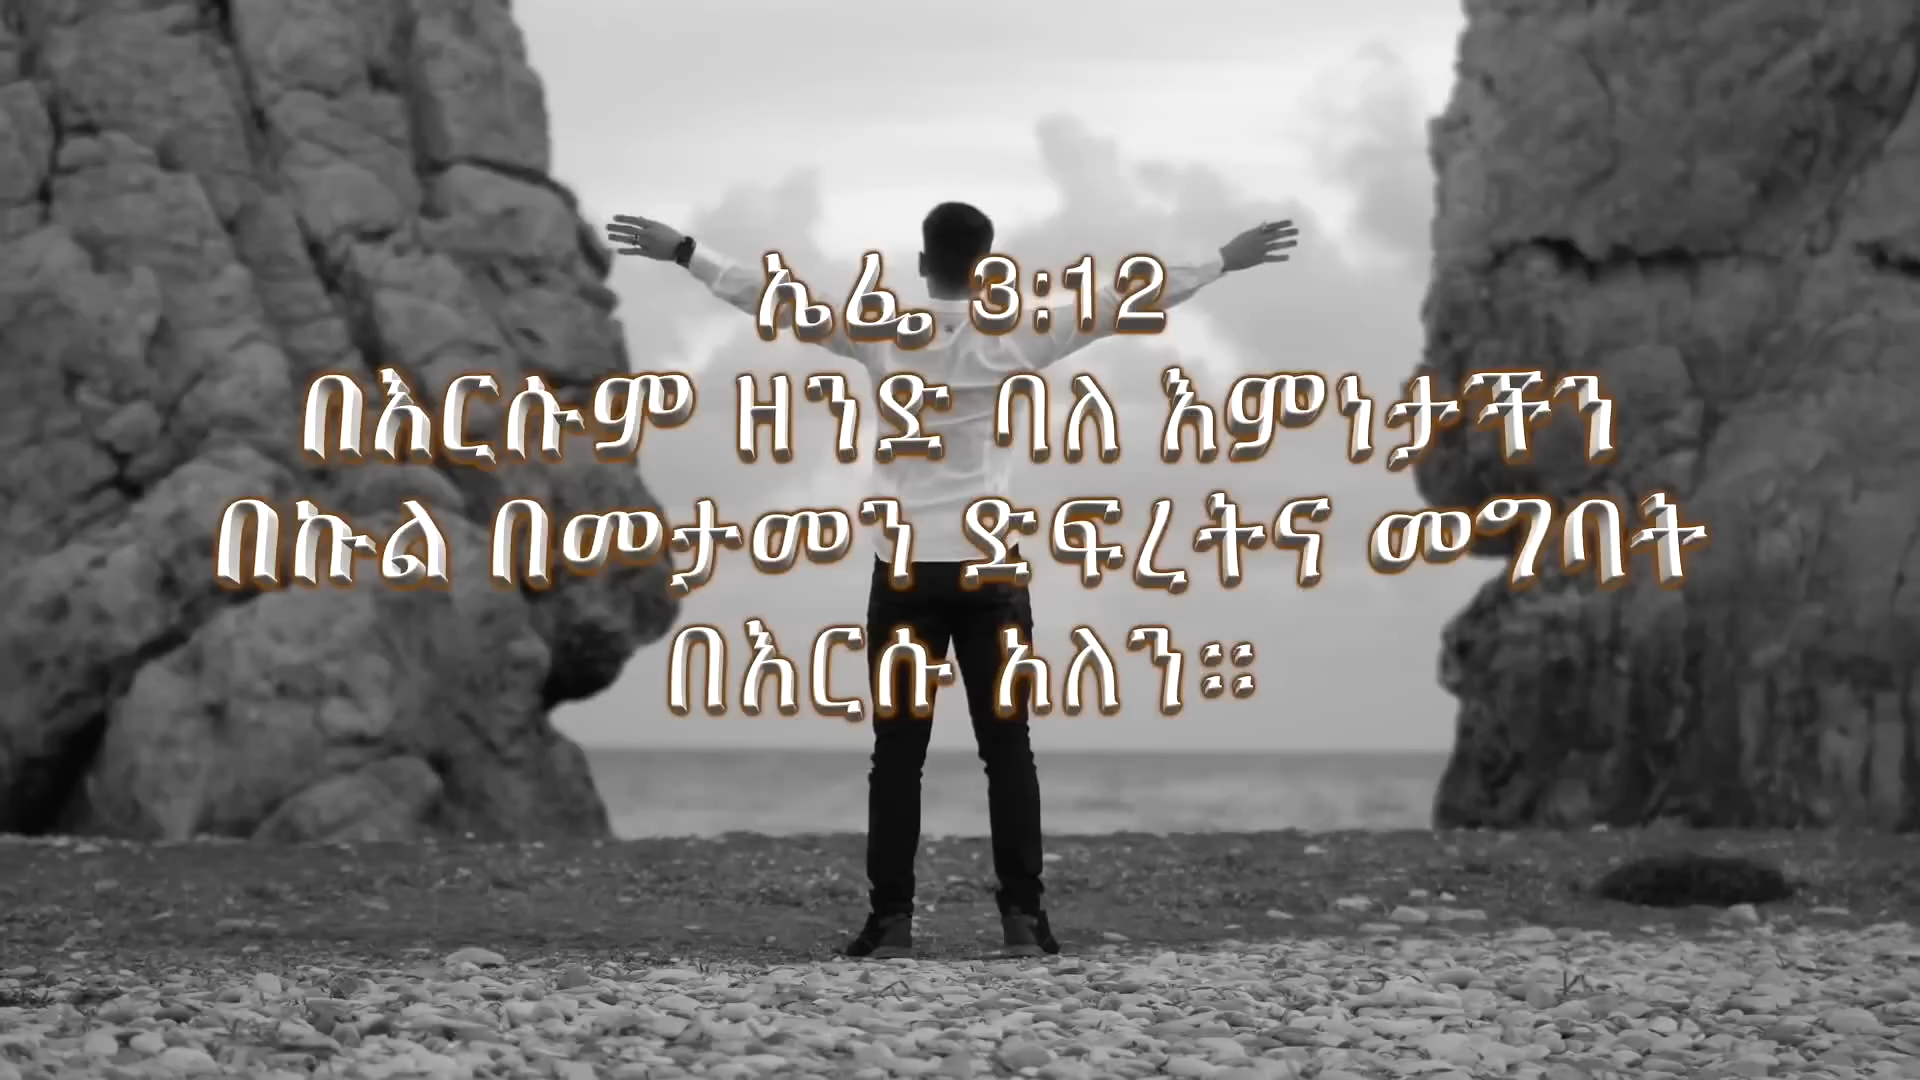 ኤፌ 3:12
በእርሱም ዘንድ ባለ እምነታችን
በኩል በመታመን ድፍረትና መግባት
በእርሱ አለን።